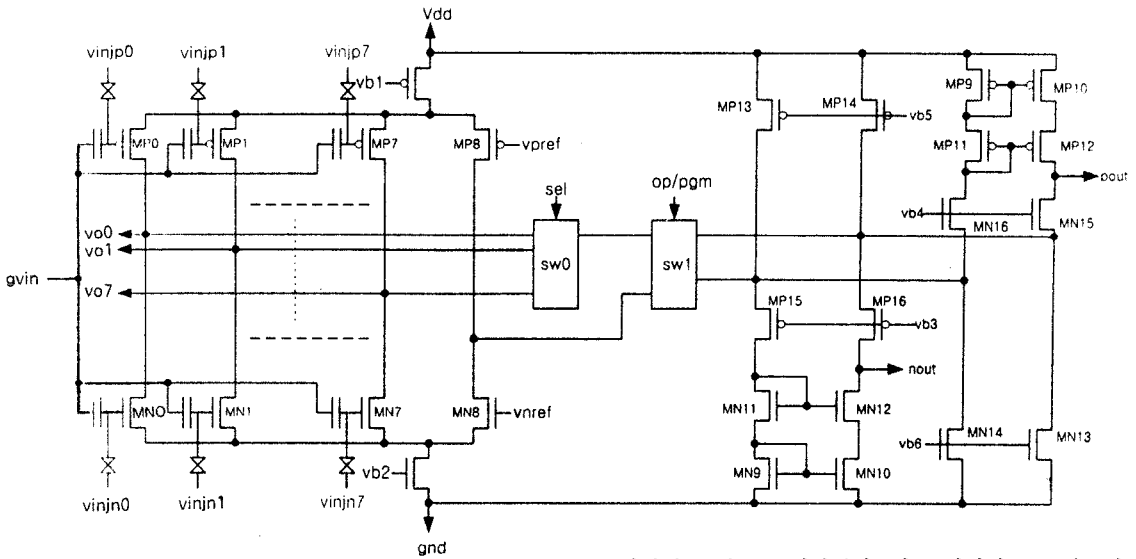 Vdd
vinjp0 vinjp1 vinjp7
vb1
MP9 MP10
MP13 MP14 vb5
MP0 MP1 MP7 MP8 vpref
MP11 MP12
pout
sel op/pgm
vb4 MN16 MN15
vo0
vo1
sw0 sw1
gvin
vo7
MP15 MP16
vb3
nout
MN0 MN1 MN7 MN8 vnref
MN11 MN12
vb6 MN14 MN13
vb2
MN9 MN10
vinjn0 vinjn1 vinjn7
gnd